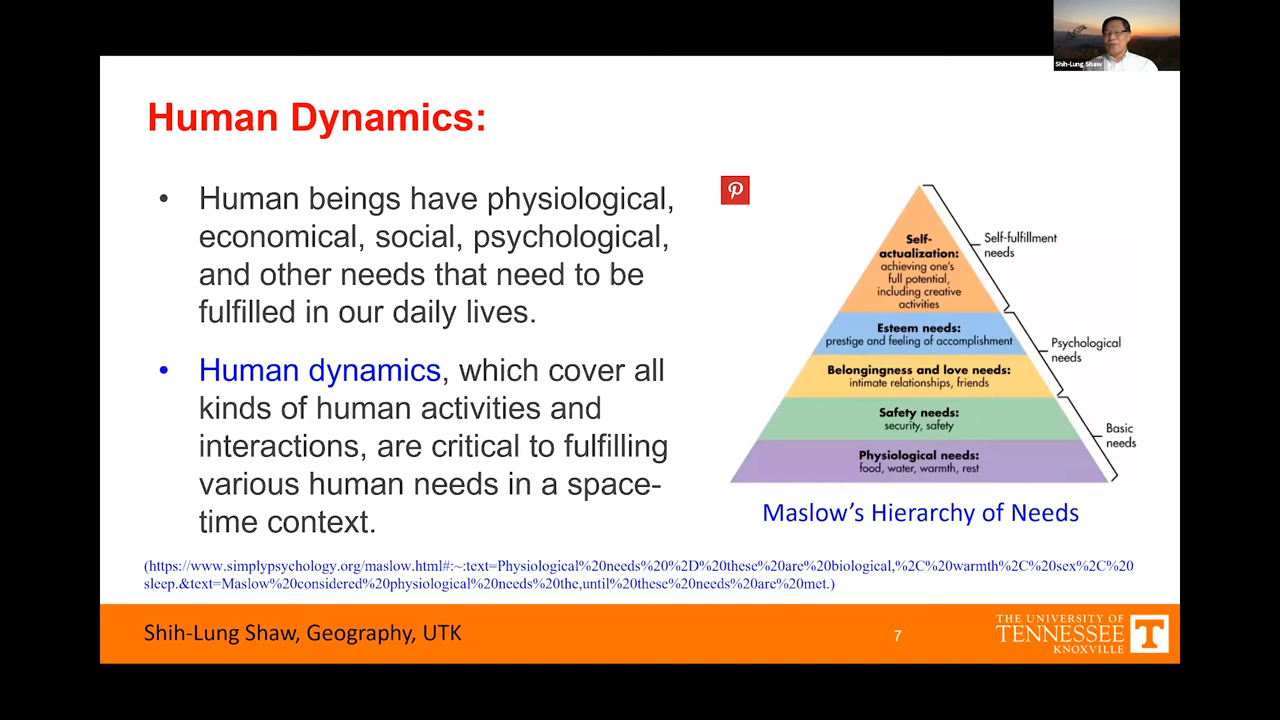 Shih-Lung Shaw
Human Dynamics:
• Human beings have physiological,
economical, social, psychological,
and other needs that need to be
fulfilled in our daily lives.
• Human dynamics, which cover all
kinds of human activities and
interactions, are critical to fulfilling
various human needs in a space-
time context.
Self-
actualization:
achieving one's
full potential,
including creative
activities
Esteem needs:
prestige and feeling of accomplishment
Belongingness and love needs:
intimate relationships, friends
Safety needs:
security, safety
Physiological needs:
food, water, warmth, rest
Self-fulfillment
needs
Psychological
needs
Basic
needs
Maslow's Hierarchy of Needs
(https://www.simplypsychology.org/maslow.html#:~:text=Physiological%20needs%20%2D%20these%20are%20biological,%2C%20warmth%2C%20sex%2C%20
sleep.&text=Maslow%20considered%20physiological%20needs%20the,until%20these%20needs%20are%20met.)
Shih-Lung Shaw, Geography, UTK
7
THE UNIVERSITY OF
TENNESSEE
KNOXVILLE
T